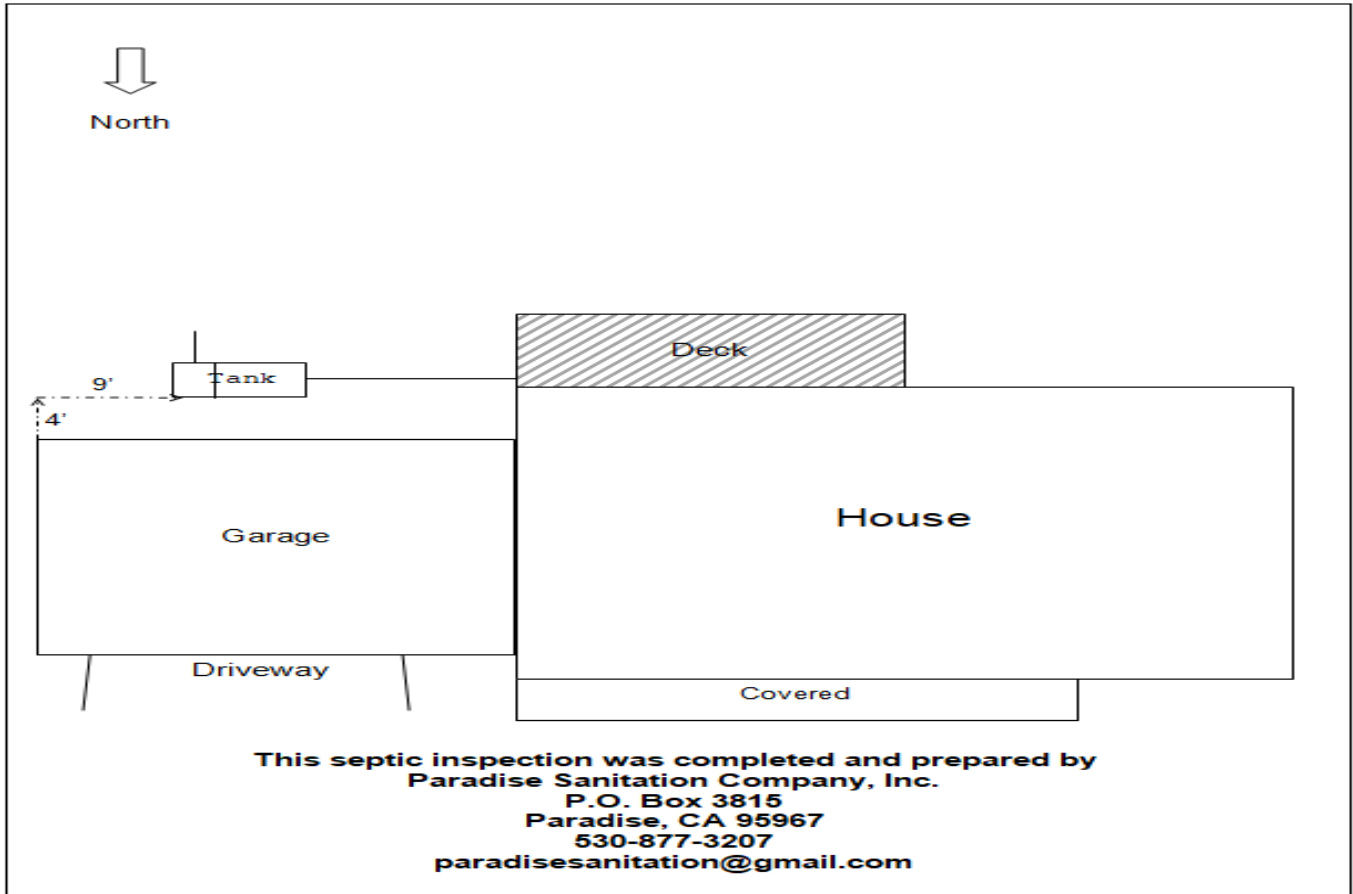 North
Deck
Tank
9'
4'
House
Garage
Driveway
Covered
This septic inspection was completed and prepared by
Paradise Sanitation Company, Inc.
P.O. Box 3815
Paradise, CA 95967
530-877-3207
paradisesanitation@gmail.com